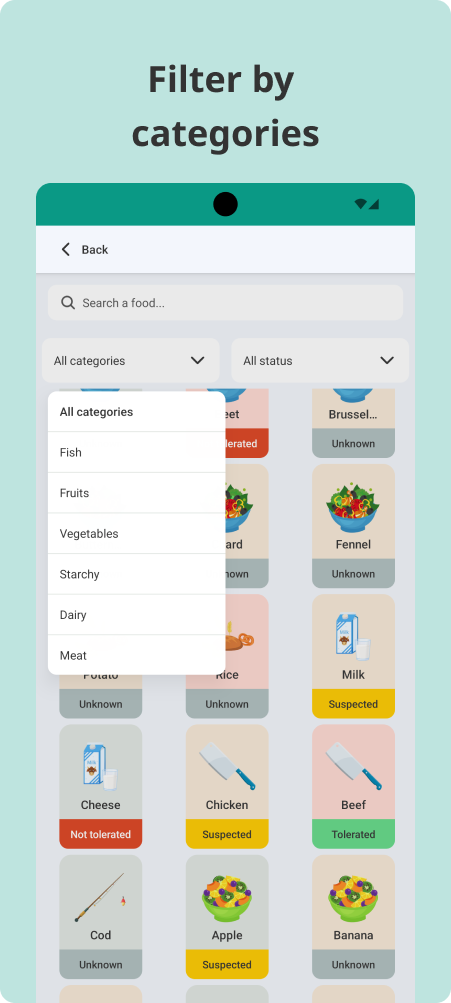 Filter by
categories
Back
Search a food...
All categories
All status
All categories
Fish
Fruits
Vegetables
Starchy
Dairy
Meat
eet
Brussel...
lerated
Unknown
ard
Fennel
nown
Unknown
Potato
Rice
Milk
Unknown
Unknown
Suspected
Cheese
Chicken
Beef
Not tolerated
Suspected
Tolerated
Cod
Apple
Banana
Unknown
Suspected
Unknown